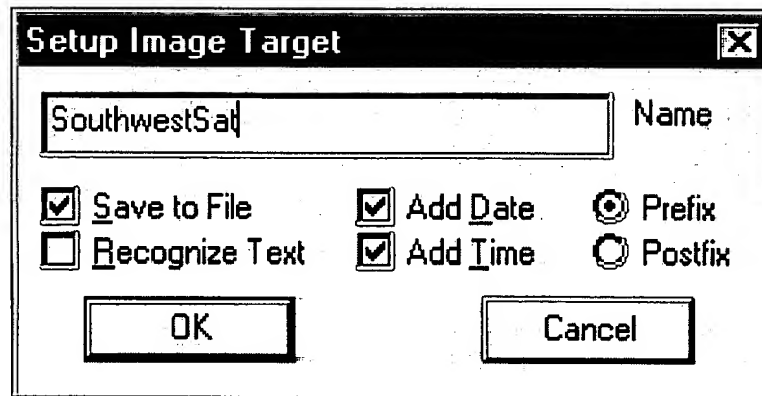 Setup Image Target
SouthwestSat Name
Save to File Add Date Prefix
Recognize Text Add Time Postfix
OK Cancel